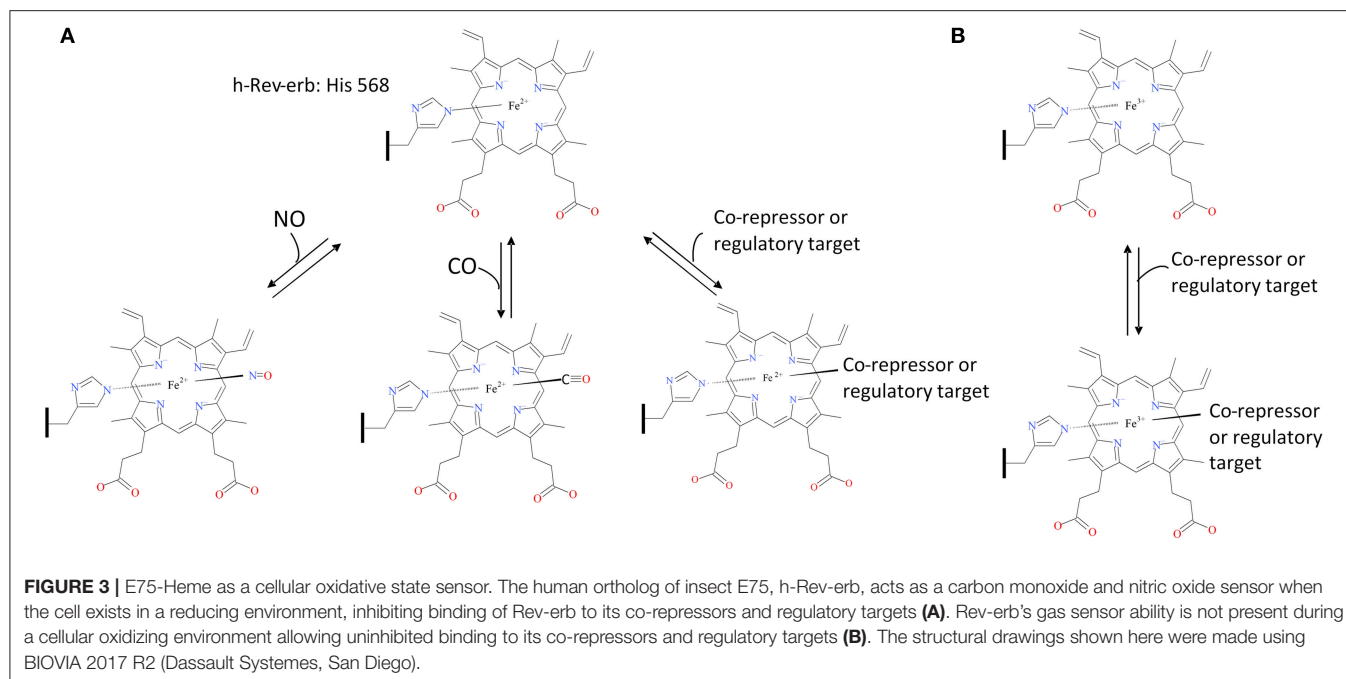 A
B
h-Rev-erb: His 568
N
N
Fe2+
N–
N
N
N–
O
O
O
O
N
N
Fe3+
N–
N
N
N–
O
O
O
O
NO
CO
Co-repressor or
regulatory target
Co-repressor or
regulatory target
N
N
Fe2+
N–
N
N
N–
N
O
O
O
O
O
N
N
Fe2+
N–
N
N
N–
C
O
O
O
O
O
N
N
Fe2+
N–
N
N
N–
Co-repressor or
regulatory target
O
O
O
O
N
N
Fe3+
N–
N
N
N–
Co-repressor
or regulatory
target
O
O
O
O
FIGURE 3 | E75-Heme as a cellular oxidative state sensor. The human ortholog of insect E75, h-Rev-erb, acts as a carbon monoxide and nitric oxide sensor when
the cell exists in a reducing environment, inhibiting binding of Rev-erb to its co-repressors and regulatory targets (A). Rev-erb's gas sensor ability is not present during
a cellular oxidizing environment allowing uninhibited binding to its co-repressors and regulatory targets (B). The structural drawings shown here were made using
BIOVIA 2017 R2 (Dassault Systemes, San Diego).